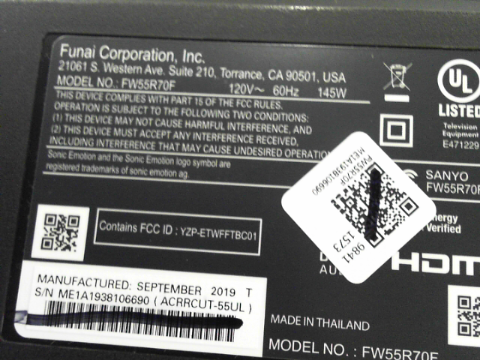 Funai Corporation, Inc.
21061 S. Western Ave. Suite 210, Torrance, CA 90501, USA
MODEL NO.: FW55R70F 120V~ 60Hz 145W
THIS DEVICE COMPLIES WITH PART 15 OF THE FCC RULES.
OPERATION IS SUBJECT TO THE FOLLOWING TWO CONDITIONS:
(1) THIS DEVICE MAY NOT CAUSE HARMFUL INTERFERENCE, AND
(2) THIS DEVICE MUST ACCEPT ANY INTERFERENCE
INCLUDING INTERFERENCE THAT MAY CAUSE UNDESIRED
Sonic Emotion and the Sonic Emotion logo symbol are
registered trademarks of sonic emotion ag.
UL
LISTED
Television
Equipment
E471229
ME1A1938106690
FW55R70F
9841
1573
SANYO
FW55R70F
Verified
Contains FCC ID : YZP-ETWFFTBC01
HDMI
MANUFACTURED: SEPTEMBER 2019 T
S/N ME1A1938106690 ( ACRRCUT-55UL )
MADE IN THAILAND
MODEL NO.: FW55R70F